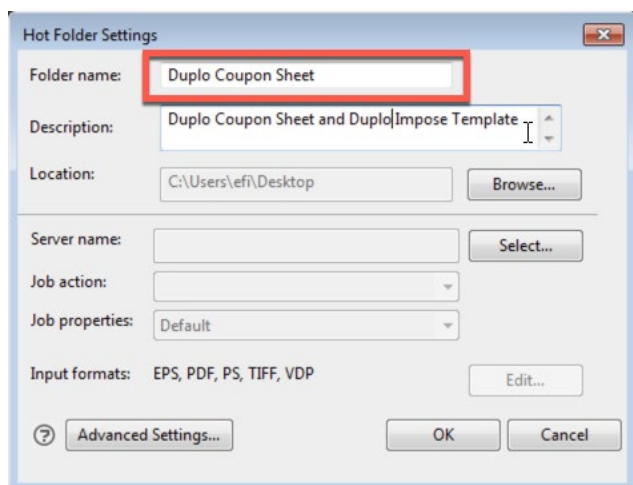 Hot Folder Settings
Folder name: Duplo Coupon Sheet
Description: Duplo Coupon Sheet and Duplo Impose Template
Location: C:\Users\efi\Desktop Browse...
Server name: Select...
Job action:
Job properties: Default
Input formats: EPS, PDF, PS, TIFF, VDP Edit...
? Advanced Settings... OK Cancel